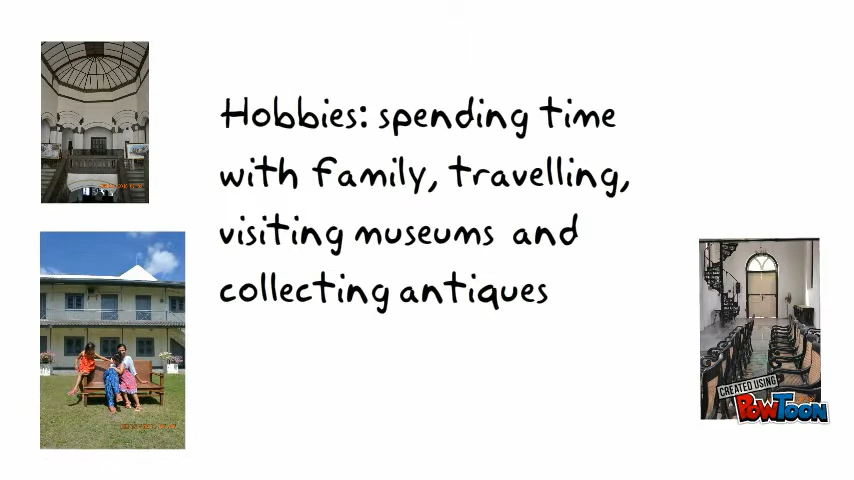 Hobbies: spending time
with family, travelling,
visiting museums and
collecting antiques
CREATED USING
POWTOON